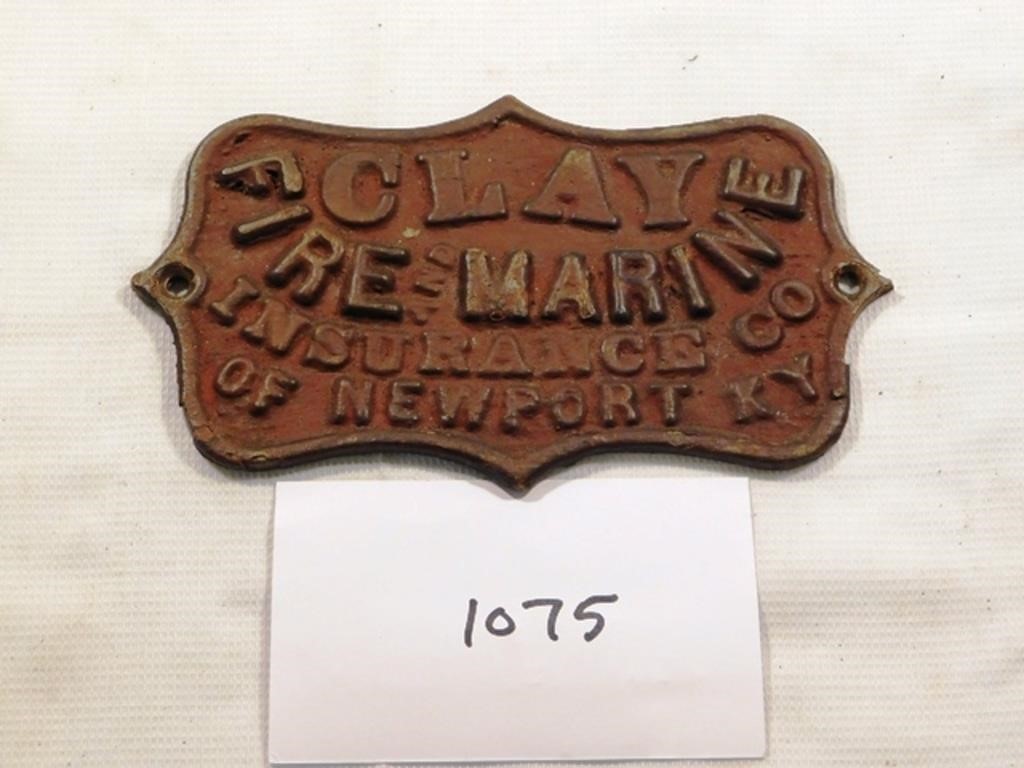 CLAY
FIRE AND MARINE
INSURANCE CO
OF NEWPORT KY
1075